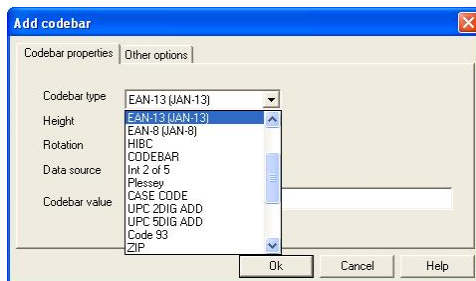 Add codebar
Codebar properties Other options
Codebar type EAN-13 (JAN-13)
Height
Rotation
Data source
Codebar value
EAN-13 (JAN-13)
EAN-8 (JAN-8)
HIBC
CODEBAR
Int 2 of 5
Plessey
CASE CODE
UPC 2DIG ADD
UPC 5DIG ADD
Code 93
ZIP
Ok Cancel Help